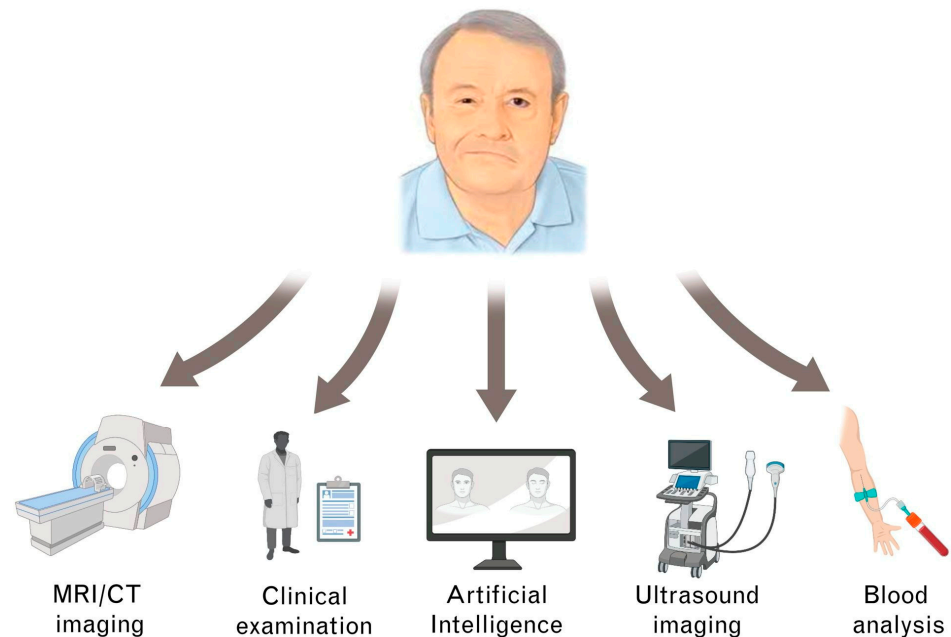 MRI/CT
imaging
Clinical
examination
Artificial
Intelligence
Ultrasound
imaging
Blood
analysis